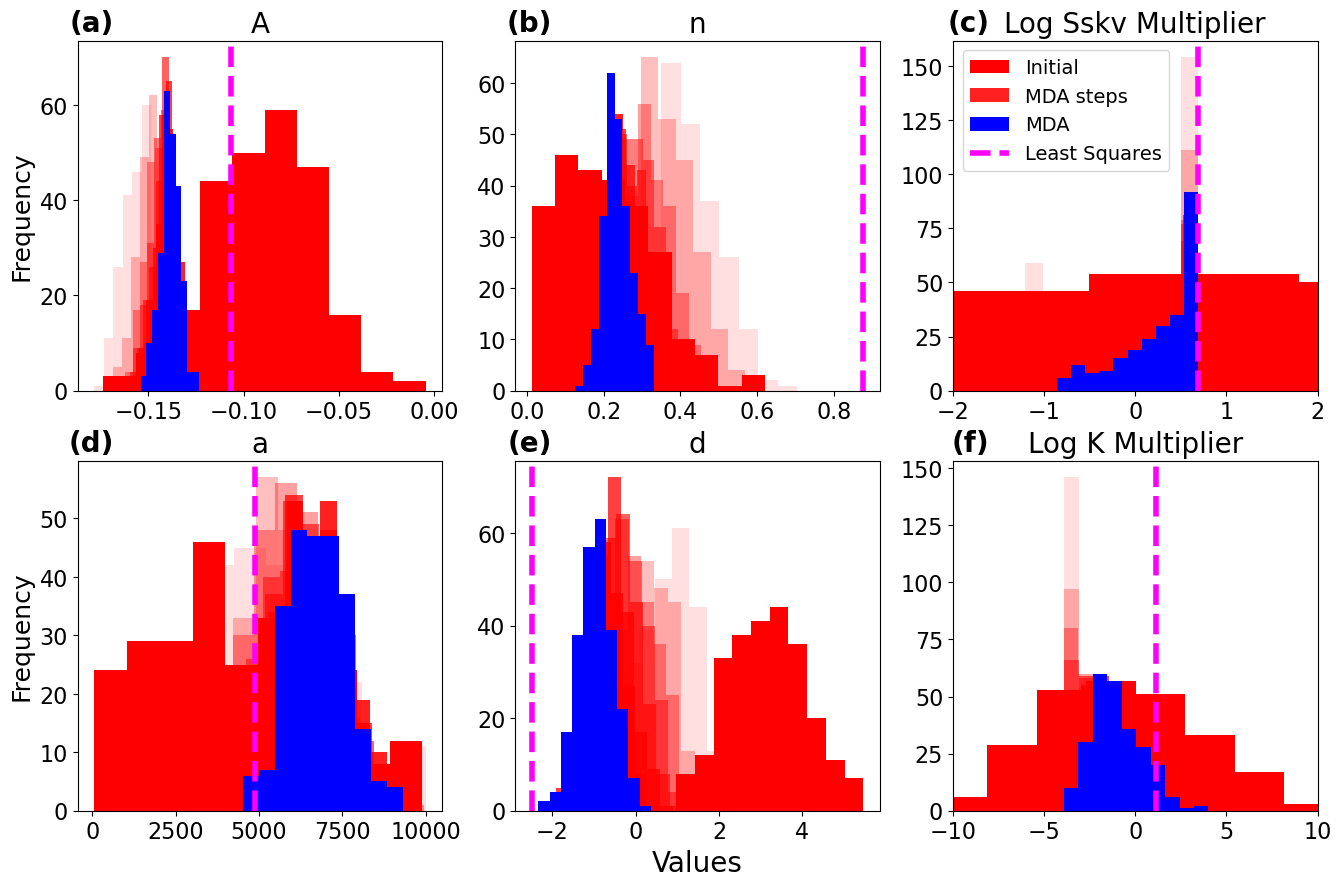 (a) A
(b) n
(c) Log Sskv Multiplier
Frequency
60
40
20
0
−0.15 −0.10 −0.05 0.00
60
50
40
30
20
10
0
0.0 0.2 0.4 0.6 0.8
150
125
100
75
50
25
0
−2 −1 0 1 2
Initial
MDA steps
MDA
Least Squares
(d) a
(e) d
(f) Log K Multiplier
Frequency
50
40
30
20
10
0
0 2500 5000 7500 10000
60
40
20
0
−2 0 2 4
150
125
100
75
50
25
0
−10 −5 0 5 10
Values